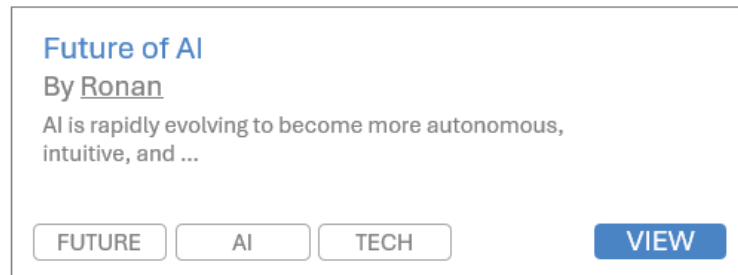 Future of AI
By Ronan
AI is rapidly evolving to become more autonomous,
intuitive, and ...
FUTURE AI TECH VIEW